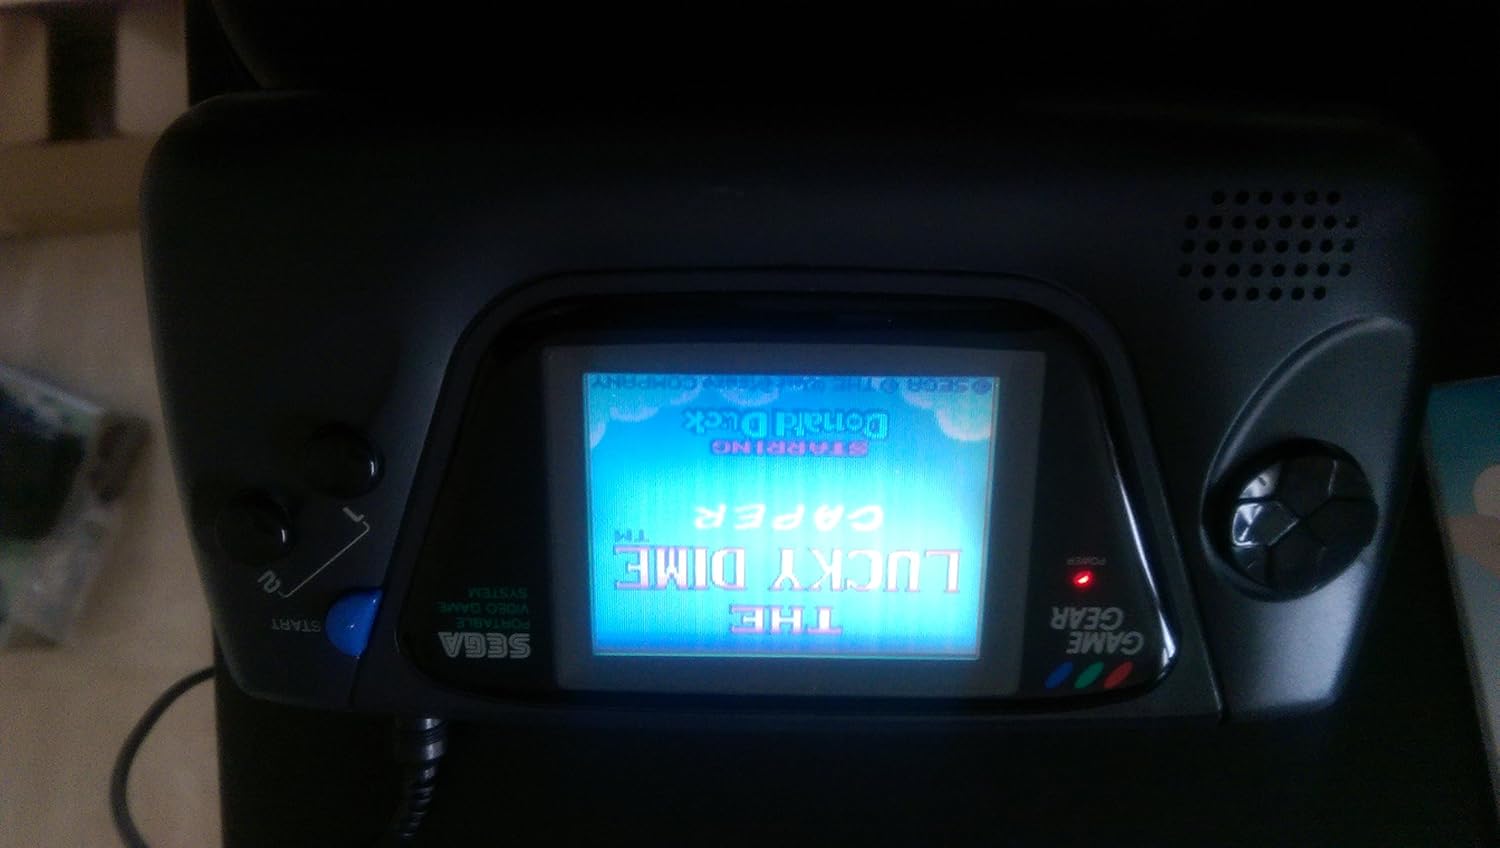 GAME
GEAR
POWER
THE
LUCKY DIME
TM
CAPER
STARRING
Donald Duck
© SEGA © THE WALT DISNEY COMPANY
SEGA
PORTABLE
VIDEO GAME
SYSTEM
START
2
1